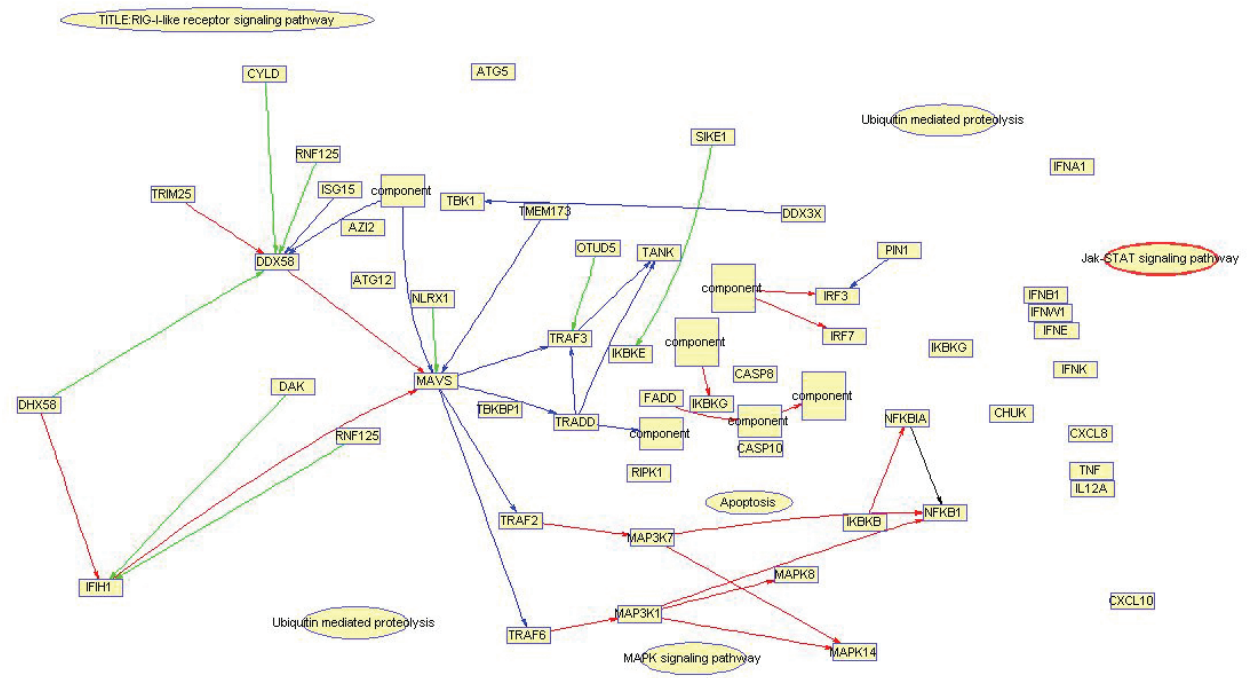 TITLE:RIG-I-like receptor signaling pathway
CYLD
ATG5
Ubiquitin mediated proteolysis
SIKE1
RNF125
IFNA1
TRIM25
ISG15
component
TBK1
TMEM173
DDX3X
AZI2
DDX58
OTUD5
TANK
PIN1
Jak-STAT signaling pathway
ATG12
NLRX1
component
IRF3
IFNB1
IFNW1
IFNE
TRAF3
IKBKE
component
IRF7
IKBKG
MAVS
CASP8
IFNK
DHX58
DAK
TBKBP1
FADD
IKBKG
component
CHUK
TRADD
component
component
NFKBIA
RNF125
CASP10
CXCL8
RIPK1
TNF
IL12A
Apoptosis
TRAF2
IKBKB
NFKB1
MAP3K7
IFIH1
MAPK8
CXCL10
Ubiquitin mediated proteolysis
MAP3K1
TRAF6
MAPK14
MAPK signaling pathway